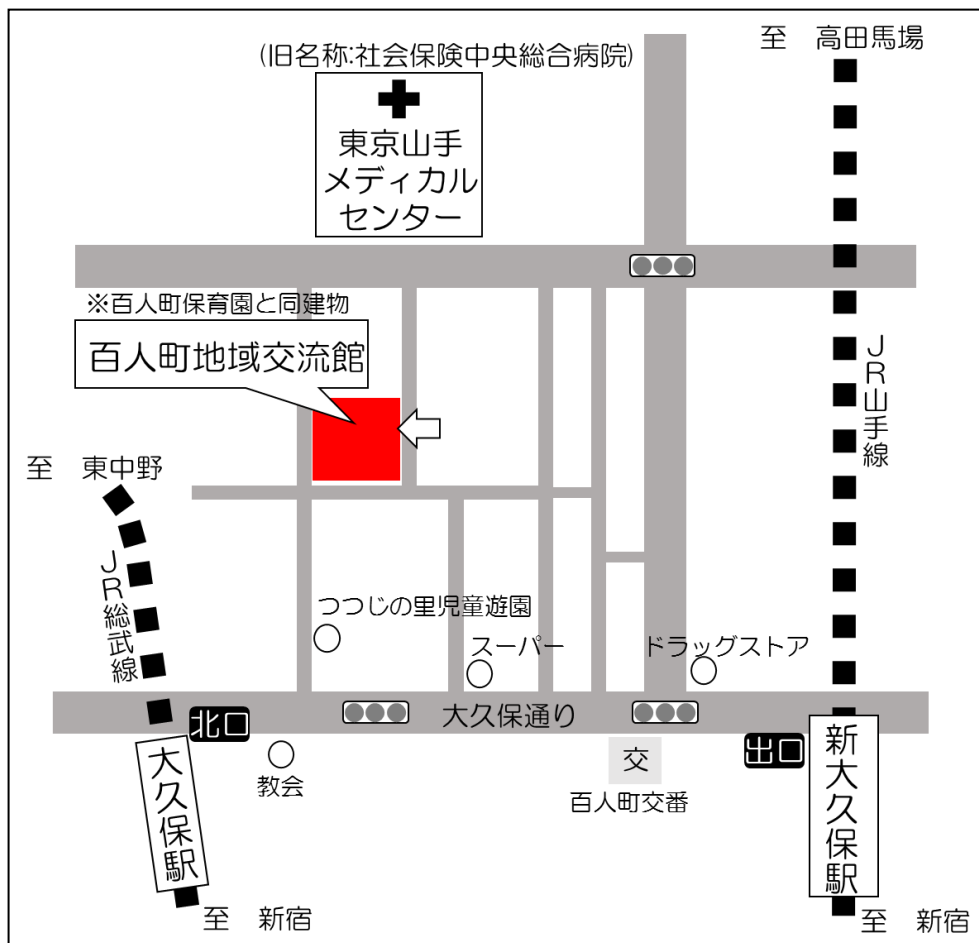 至 高田馬場
(旧名称:社会保険中央総合病院)
東京山手
メディカル
センター
※百人町保育園と同建物
百人町地域交流館
JR山手線
至 東中野
JR総武線
つつじの里児童遊園
スーパー
ドラッグストア
大久保通り
北口
出口
交
教会
百人町交番
大久保駅
新大久保駅
至 新宿
至 新宿